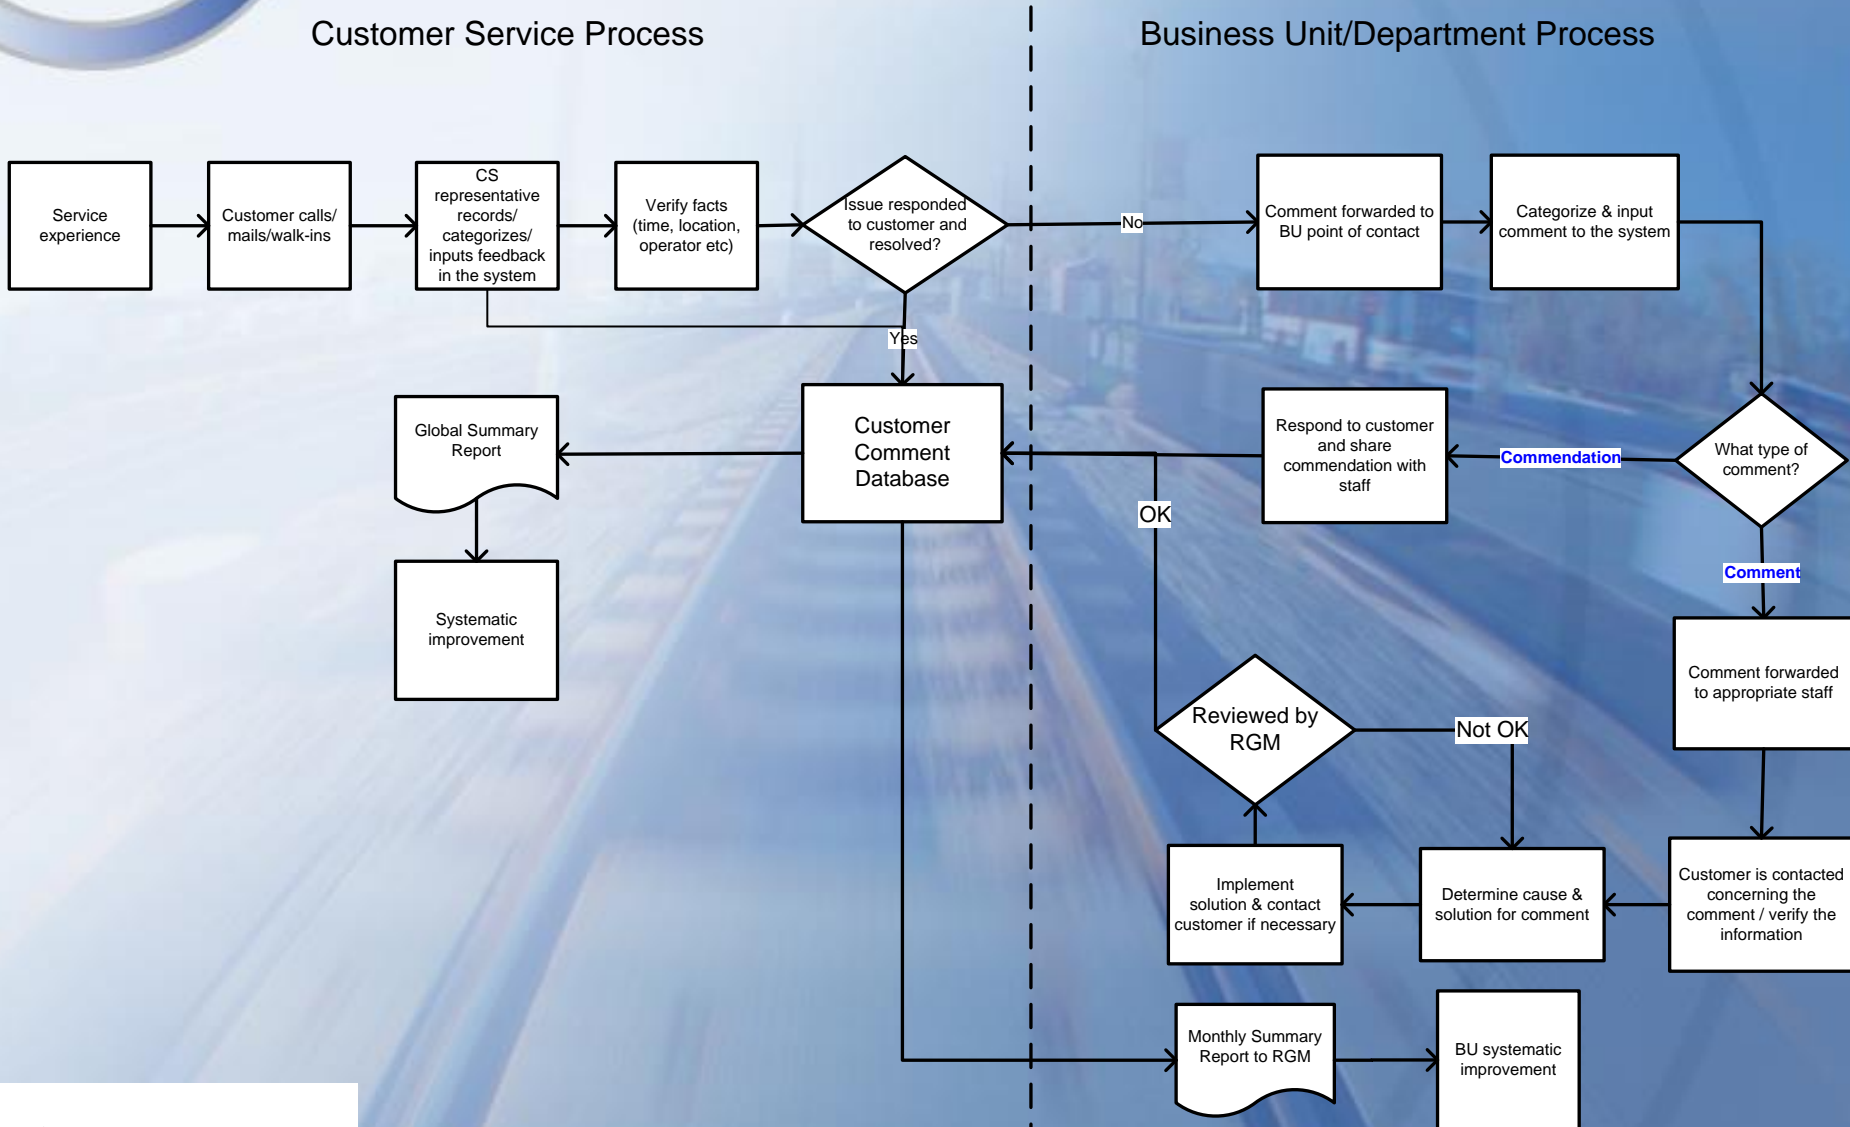 Customer Service Process
Business Unit/Department Process
Service
experience
Customer calls/
mails/walk-ins
CS
representative
records/
categorizes/
inputs feedback
in the system
Verify facts
(time, location,
operator etc)
Issue responded
to customer and
resolved?
No
Comment forwarded to
BU point of contact
Categorize & input
comment to the system
Yes
Global Summary
Report
Customer
Comment
Database
Respond to customer
and share
commendation with
staff
Commendation
What type of
comment?
OK
Comment
Systematic
improvement
Comment forwarded
to appropriate staff
Reviewed by
RGM
Not OK
Implement
solution & contact
customer if necessary
Determine cause &
solution for comment
Customer is contacted
concerning the
comment / verify the
information
Monthly Summary
Report to RGM
BU systematic
improvement